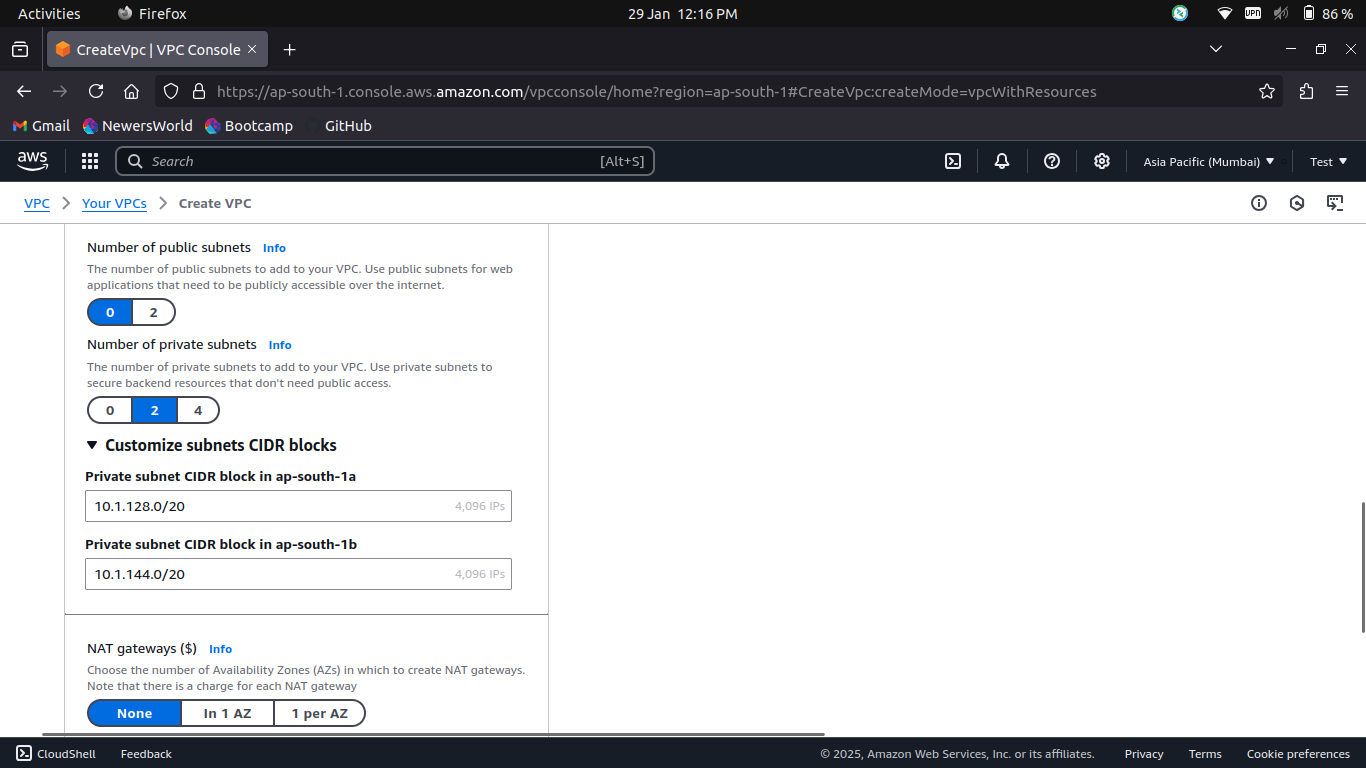 Activities Firefox 29 Jan 12:16 PM VPN 86 %
CreateVpc | VPC Console
https://ap-south-1.console.aws.amazon.com/vpcconsole/home?region=ap-south-1#CreateVpc:createMode=vpcWithResources
Gmail NewersWorld Bootcamp GitHub
aws Search [Alt+S] Asia Pacific (Mumbai) Test
VPC Your VPCs Create VPC
Number of public subnets Info
The number of public subnets to add to your VPC. Use public subnets for web
applications that need to be publicly accessible over the internet.
0 2
Number of private subnets Info
The number of private subnets to add to your VPC. Use private subnets to
secure backend resources that don't need public access.
0 2 4
Customize subnets CIDR blocks
Private subnet CIDR block in ap-south-1a
10.1.128.0/20 4,096 IPs
Private subnet CIDR block in ap-south-1b
10.1.144.0/20 4,096 IPs
NAT gateways ($) Info
Choose the number of Availability Zones (AZs) in which to create NAT gateways.
Note that there is a charge for each NAT gateway
None In 1 AZ 1 per AZ
CloudShell Feedback © 2025, Amazon Web Services, Inc. or its affiliates. Privacy Terms Cookie preferences